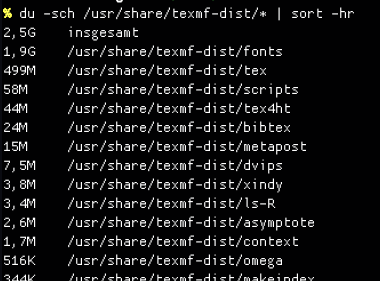 % du -sch /usr/share/texmf-dist/* | sort -hr
2,5G insgesamt
1,9G /usr/share/texmf-dist/fonts
499M /usr/share/texmf-dist/tex
58M /usr/share/texmf-dist/scripts
44M /usr/share/texmf-dist/tex4ht
24M /usr/share/texmf-dist/bibtex
15M /usr/share/texmf-dist/metapost
7,5M /usr/share/texmf-dist/dvips
3,8M /usr/share/texmf-dist/xindy
3,4M /usr/share/texmf-dist/ls-R
2,6M /usr/share/texmf-dist/asymptote
1,7M /usr/share/texmf-dist/context
516K /usr/share/texmf-dist/omega
344K /usr/share/texmf-dist/makeindex